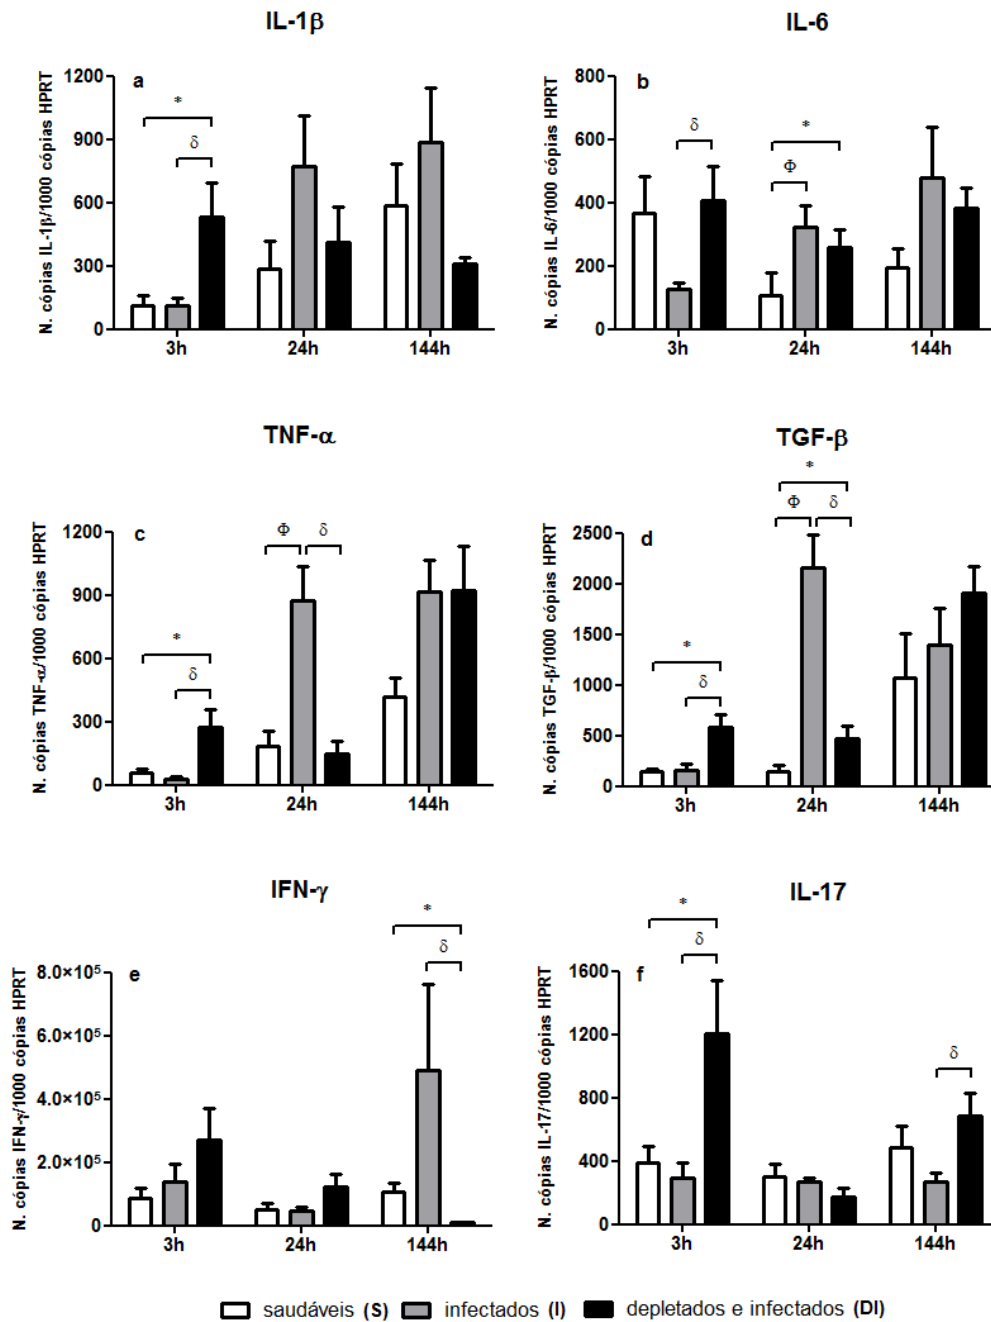 IL-1β
a
N. cópias IL-1β/1000 cópias HPRT
1200
900
600
300
0
*
δ
3h
24h
144h
IL-6
b
N. cópias IL-6/1000 cópias HPRT
800
600
400
200
0
δ
*
Φ
3h
24h
144h
TNF-α
c
N. cópias TNF-α/1000 cópias HPRT
1200
900
600
300
0
*
δ
Φ
δ
3h
24h
144h
TGF-β
d
N. cópias TGF-β/1000 cópias HPRT
2500
2000
1500
1000
500
0
*
δ
*
Φ
δ
3h
24h
144h
IFN-γ
e
N. cópias IFN-γ/1000 cópias HPRT
8.0×10⁵
6.0×10⁵
4.0×10⁵
2.0×10⁵
0
*
δ
3h
24h
144h
IL-17
f
N. cópias IL-17/1000 cópias HPRT
1600
1200
800
400
0
*
δ
δ
3h
24h
144h
saudáveis (S) infectados (I) depletados e infectados (DI)